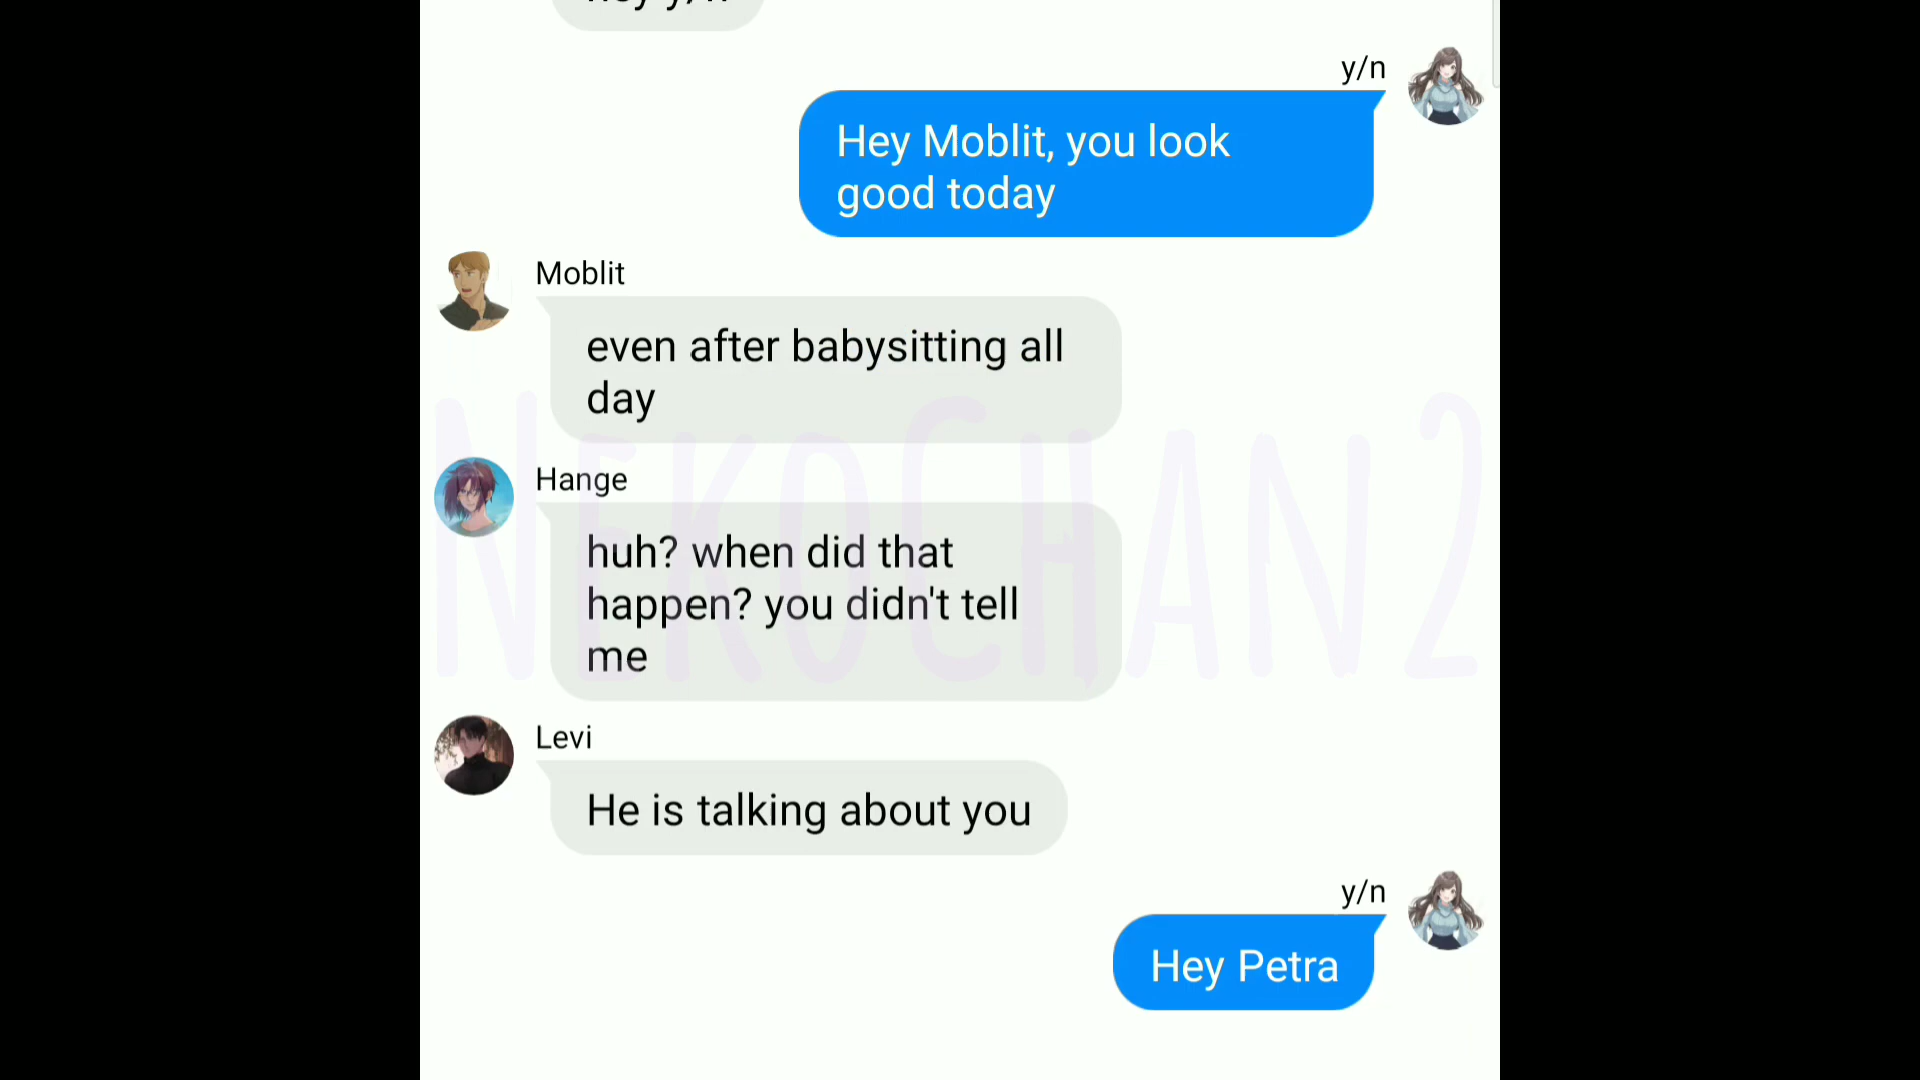 y/n
Hey Moblit, you look
good today
Moblit
even after babysitting all
day
Hange
huh? when did that
happen? you didn't tell
me
Levi
He is talking about you
y/n
Hey Petra
NEKOCHAN2